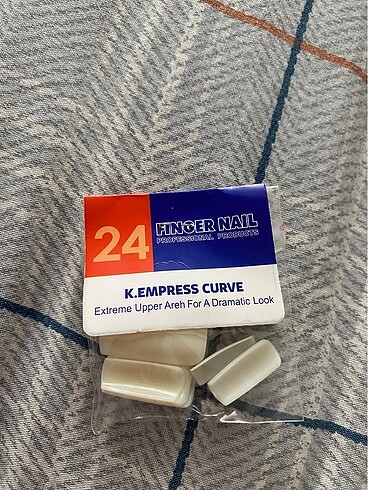 24
FINGER NAIL
PROFESSIONAL PRODUCTS
K.EMPRESS CURVE
Extreme Upper Areh For A Dramatic Look